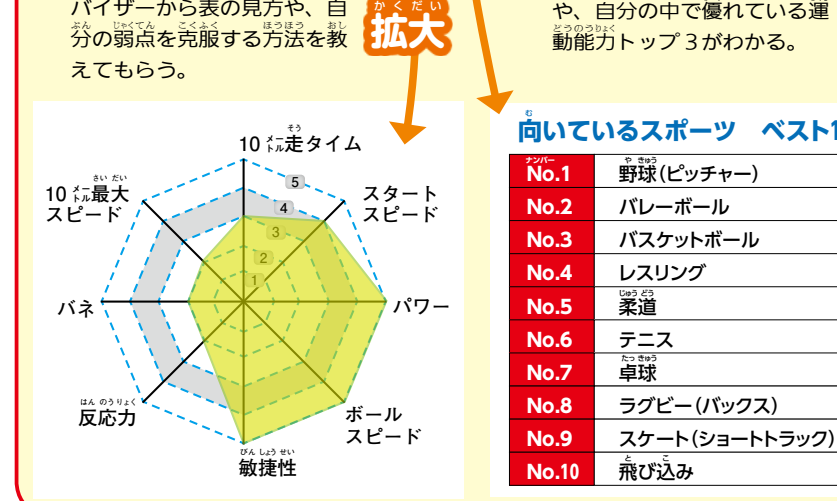 バイザーから表の見方や、自
分の弱点を克服する方法を教
えてもらう。
拡大
や、自分の中で優れている運
動能力トップ3がわかる。
10㍍走タイム
スタート
スピード
パワー
ボール
スピード
敏捷性
反応力
バネ
10㍍最大
スピード
5
4
3
2
1
向いているスポーツ ベスト1
No.1 野球(ピッチャー)
No.2 バレーボール
No.3 バスケットボール
No.4 レスリング
No.5 柔道
No.6 テニス
No.7 卓球
No.8 ラグビー(バックス)
No.9 スケート(ショートトラック)
No.10 飛び込み